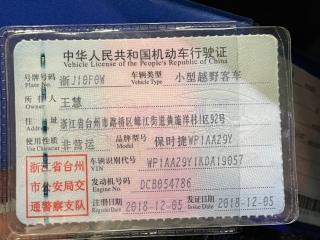 中华人民共和国机动车行驶证
Vehicle License of the People's Republic of China
号牌号码 浙J10F0W 车辆类型 小型越野客车
Plate No. Vehicle Type
所有人 王慧
Owner
住址 浙江省台州市路桥区峰江街道黄施桥村1区92号
Address
使用性质 非营运 品牌型号 保时捷WP1AA29Y
Use Character Model
浙江省台州 车辆识别代号 WP1AA29Y1KDA19057
VIN
市公安局交 发动机号码 DCB054786
Engine No.
通警察支队 注册日期 2018-12-05 发证日期 2018-12-05
Register Date Issue Date